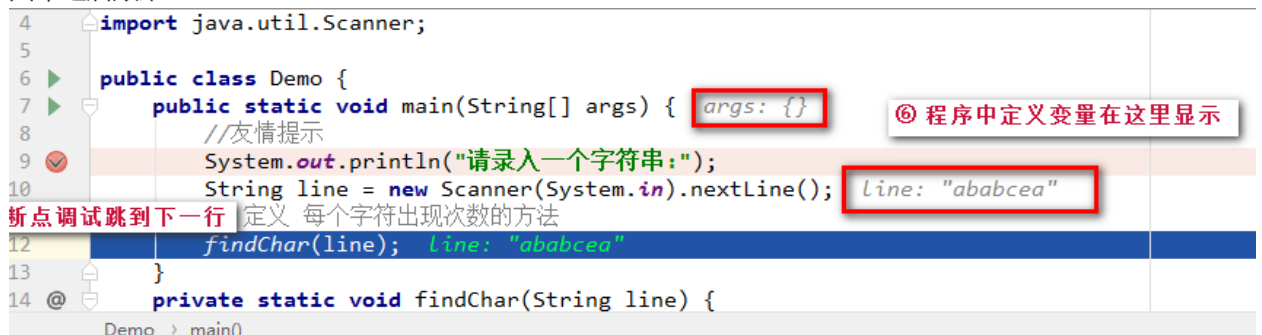 4 import java.util.Scanner;
5
6 public class Demo {
7 public static void main(String[] args) { args: {}
⑥ 程序中定义变量在这里显示
8 //友情提示
9 System.out.println("请录入一个字符串:");
10 String line = new Scanner(System.in).nextLine(); line: "ababcea"
断点调试跳到下一行 定义 每个字符出现次数的方法
12 findChar(line); line: "ababcea"
13 }
14 @ private static void findChar(String line) {
Demo › main()